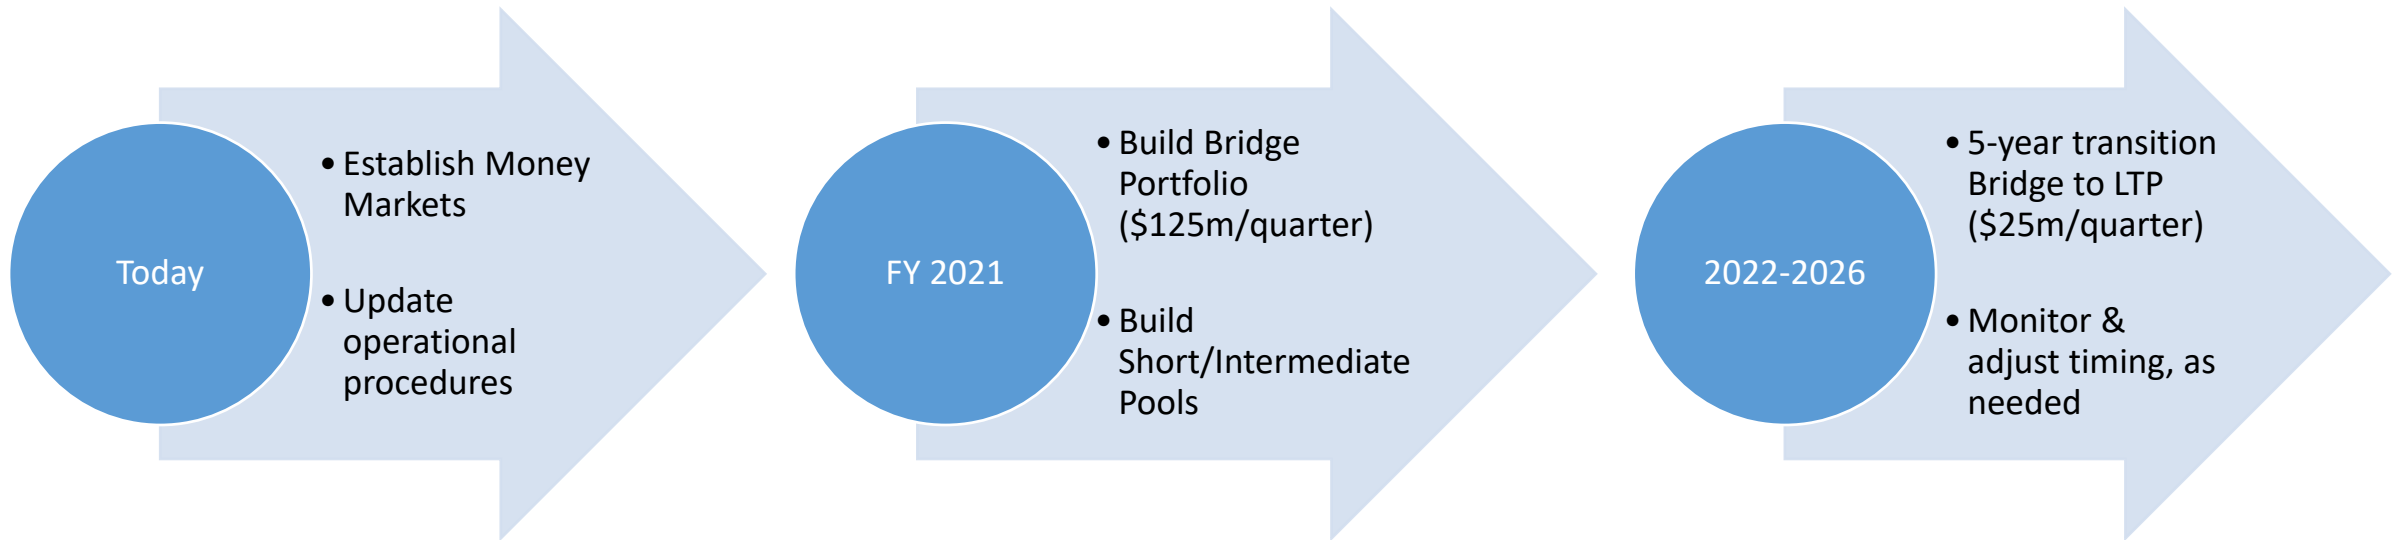 Today
• Establish Money
Markets
• Update
operational
procedures
FY 2021
• Build Bridge
Portfolio
($125m/quarter)
• Build
Short/Intermediate
Pools
2022-2026
• 5-year transition
Bridge to LTP
($25m/quarter)
• Monitor &
adjust timing, as
needed